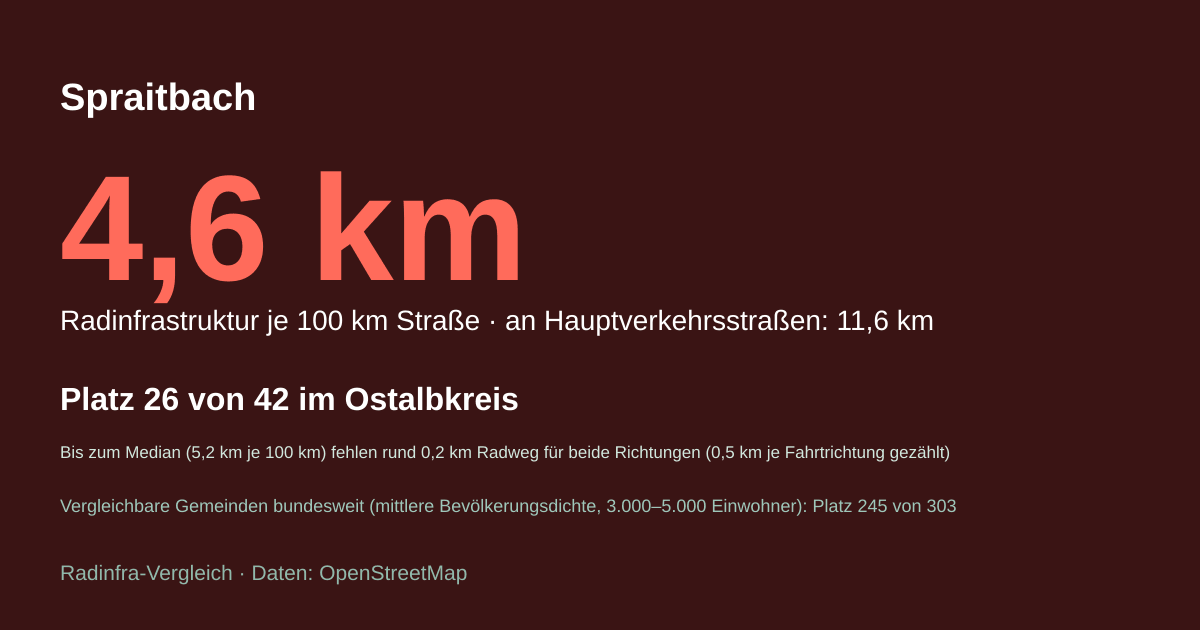 Spraitbach
4,6 km
Radinfrastruktur je 100 km Straße · an Hauptverkehrsstraßen: 11,6 km
Platz 26 von 42 im Ostalbkreis
Bis zum Median (5,2 km je 100 km) fehlen rund 0,2 km Radweg für beide Richtungen (0,5 km je Fahrtrichtung gezählt)
Vergleichbare Gemeinden bundesweit (mittlere Bevölkerungsdichte, 3.000–5.000 Einwohner): Platz 245 von 303
Radinfra-Vergleich · Daten: OpenStreetMap